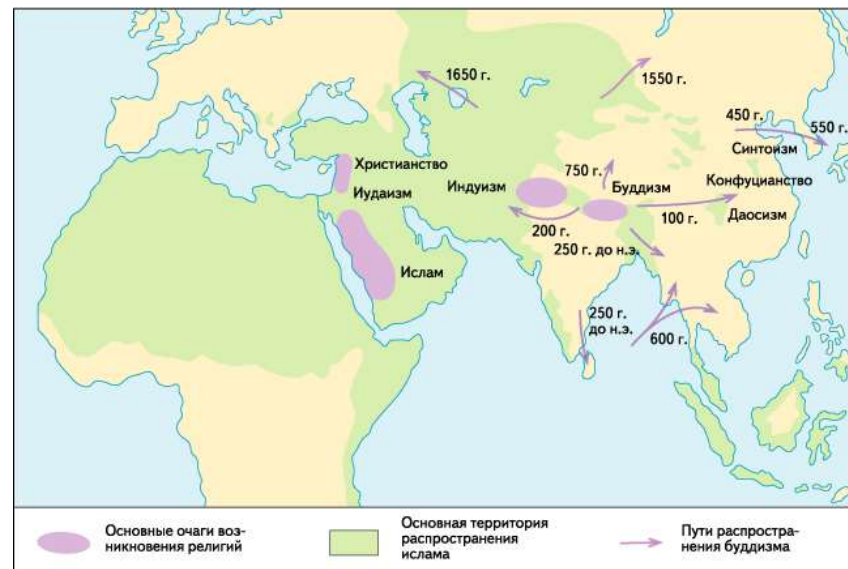 1650 г.
1550 г.
450 г.
550 г.
Синтоизм
Христианство
750 г.
Иудаизм
Индуизм
Буддизм
Конфуцианство
200 г.
100 г.
Даосизм
250 г. до н.э.
Ислам
250 г.
до н.э.
600 г.
Основные очаги воз-
никновения религий
Основная территория
распространения
ислама
Пути распростра-
нения буддизма